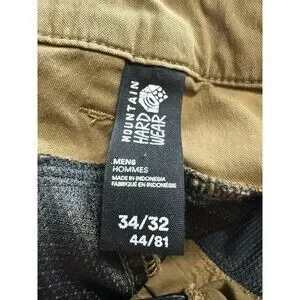 MOUNTAIN
HARD
WEAR
MENS
HOMMES
MADE IN INDONESIA
FABRIQUÉ EN INDONÉSIE
34/32
44/81